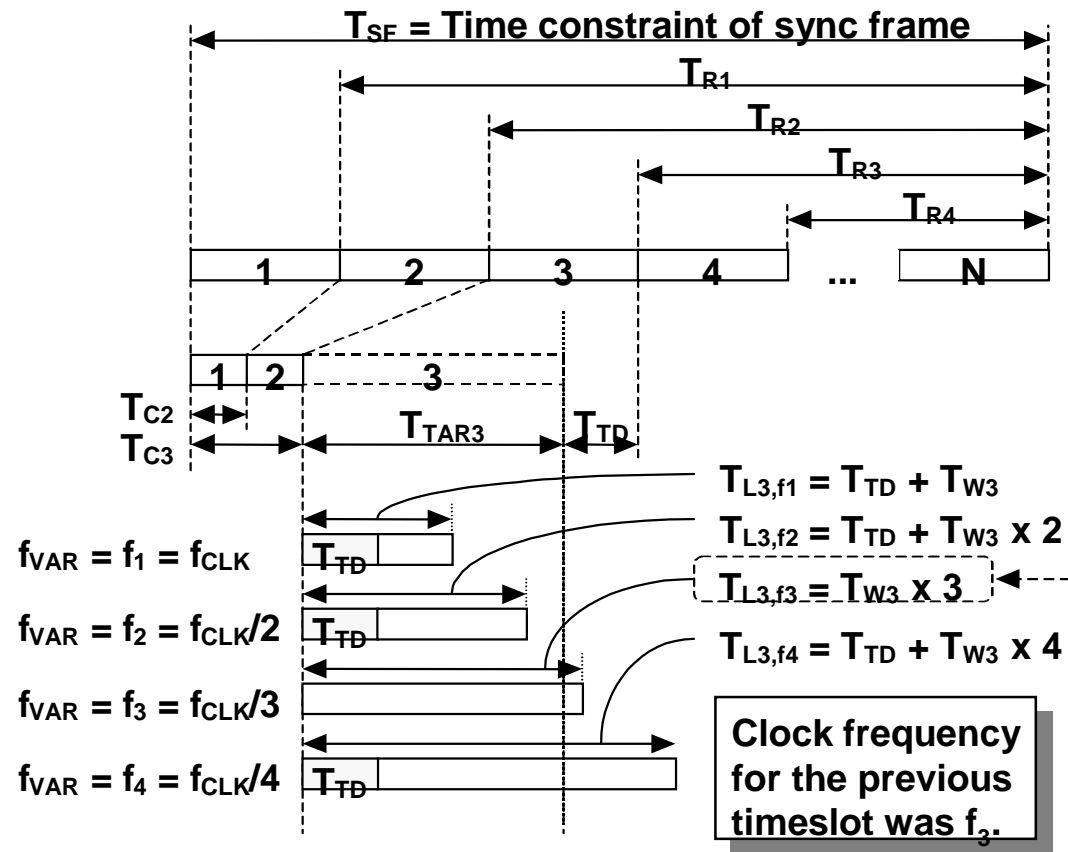 T_SF = Time constraint of sync frame
T_R1
T_R2
T_R3
T_R4
1 2 3 4 ... N
1 2 3
T_C2
T_TAR3 T_TD
T_C3
T_L3,f1 = T_TD + T_W3
f_VAR = f_1 = f_CLK T_TD
T_L3,f2 = T_TD + T_W3 x 2
T_L3,f3 = T_W3 x 3
f_VAR = f_2 = f_CLK/2 T_TD
T_L3,f4 = T_TD + T_W3 x 4
f_VAR = f_3 = f_CLK/3
f_VAR = f_4 = f_CLK/4 T_TD
Clock frequency
for the previous
timeslot was f_3.